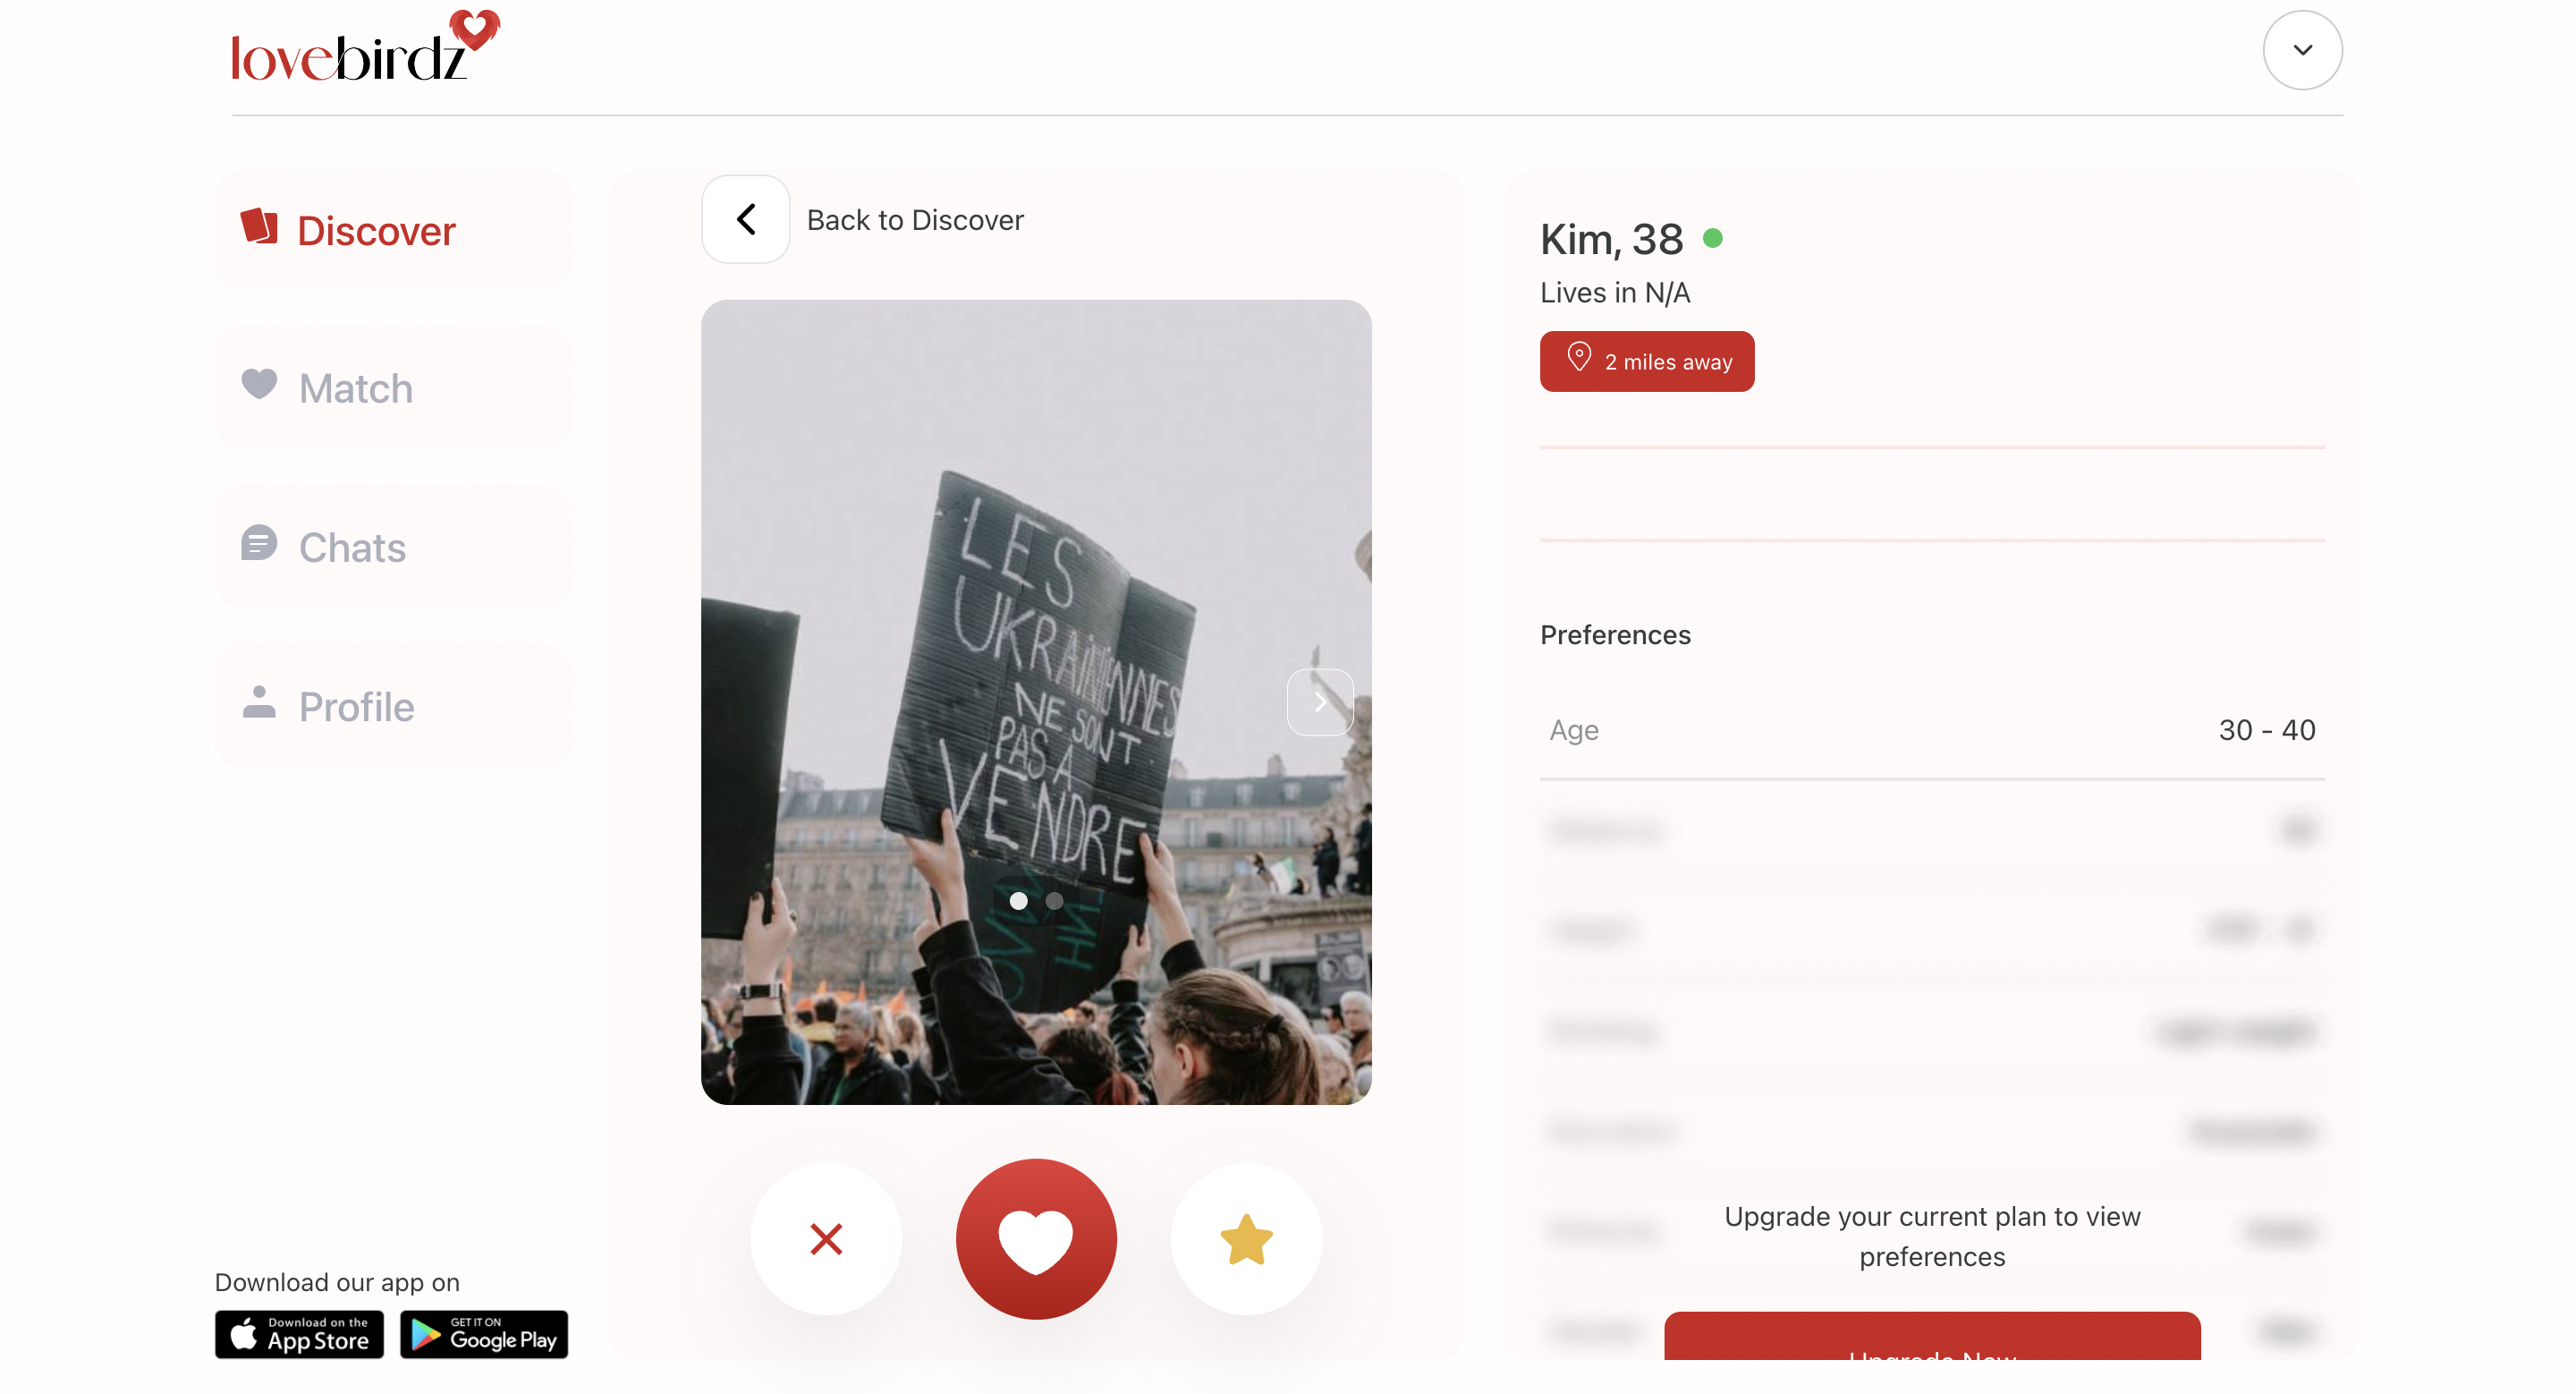 lovebirdz
Discover
Match
Chats
Profile
Download our app on
Download on the
App Store
GET IT ON
Google Play
Back to Discover
LES
UKRAINIENNES
NE SONT
PAS À
VENDRE
Kim, 38
Lives in N/A
2 miles away
Preferences
Age 30 - 40
Upgrade your current plan to view
preferences
Upgrade Now